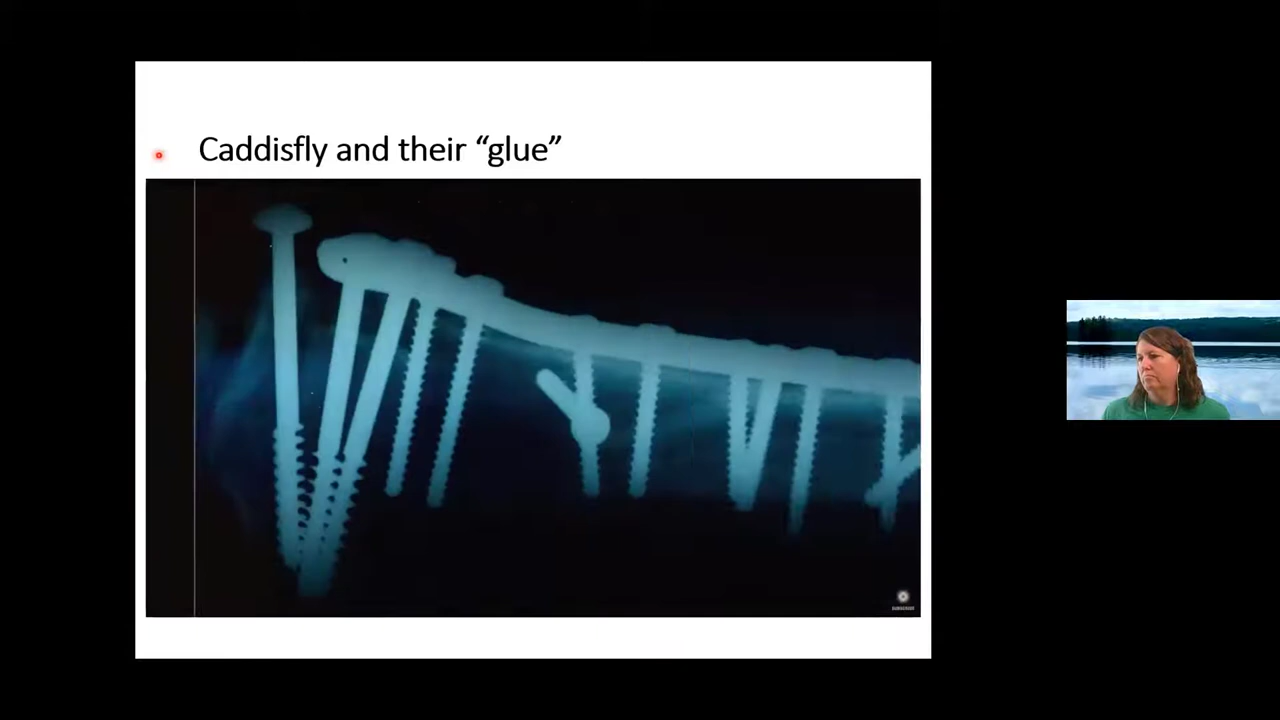 Caddisfly and their “glue”